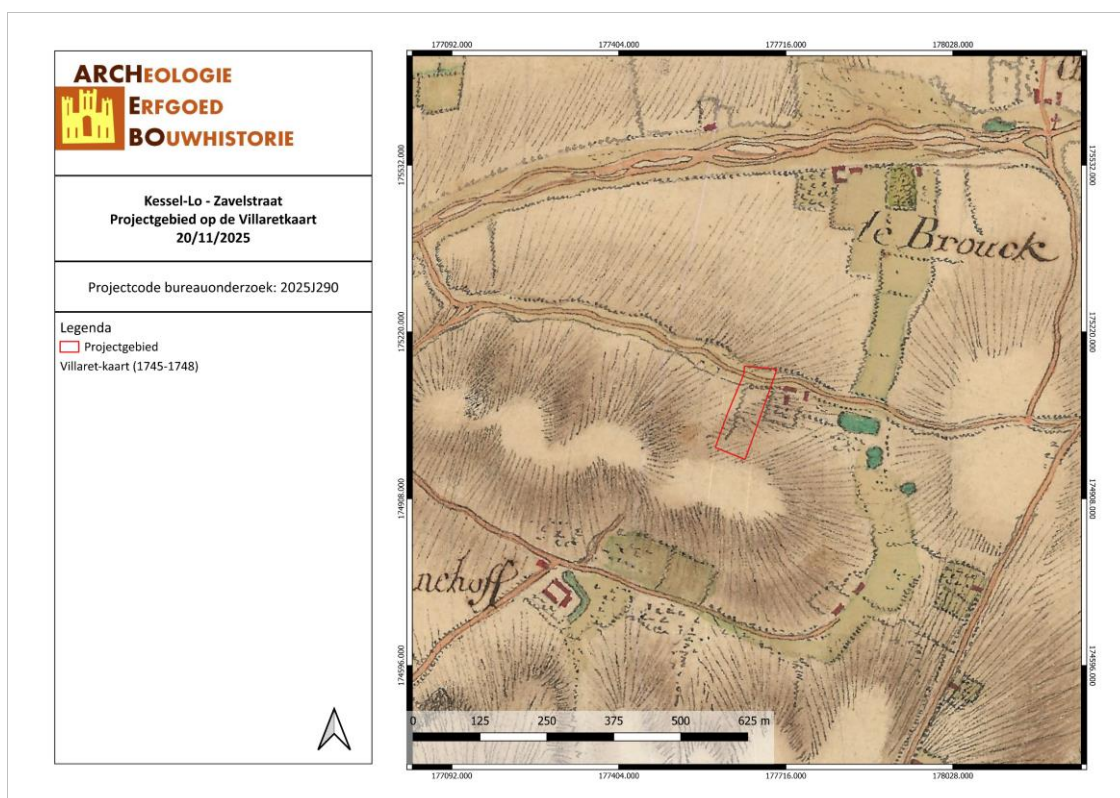 ARCHEOLOGIE
ERFGOED
BOUWHISTORIE
Kessel-Lo - Zavelstraat
Projectgebied op de Villaretkaart
20/11/2025
Projectcode bureauonderzoek: 2025J290
Legenda
Projectgebied
Villaret-kaart (1745-1748)
177092.000 177404.000 177716.000 178028.000
175532.000 175532.000
le Brouck
175220.000 175220.000
174908.000 174908.000
nchoff
174596.000 174596.000
0 125 250 375 500 625 m
177092.000 177404.000 177716.000 178028.000